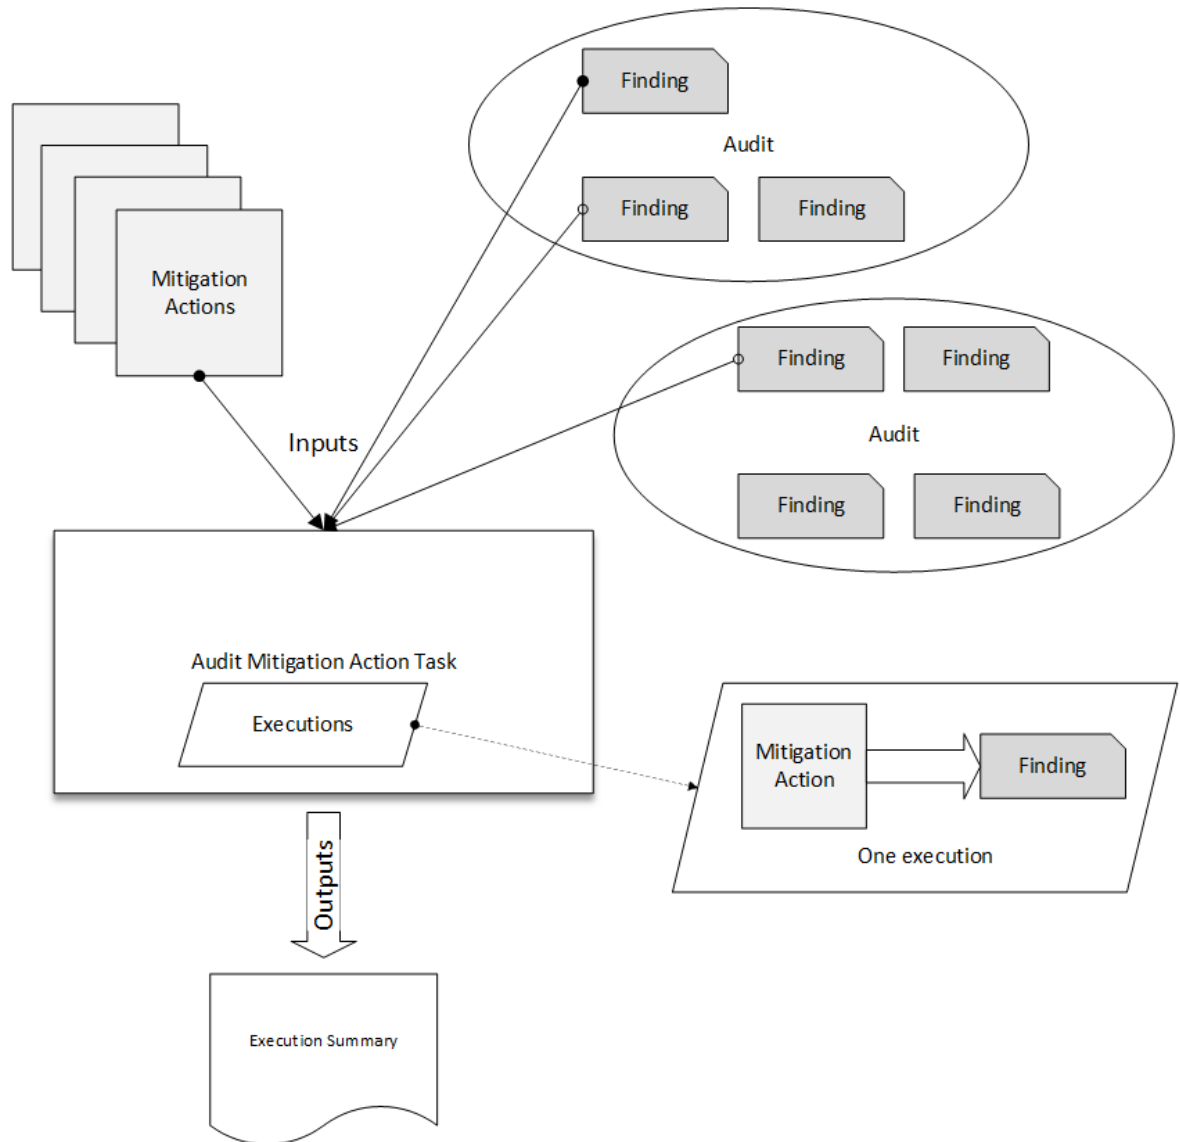 Finding
Audit
Finding
Finding
Mitigation
Actions
Finding
Finding
Audit
Finding
Finding
Inputs
Audit Mitigation Action Task
Executions
Mitigation
Action
Finding
One execution
Outputs
Execution Summary